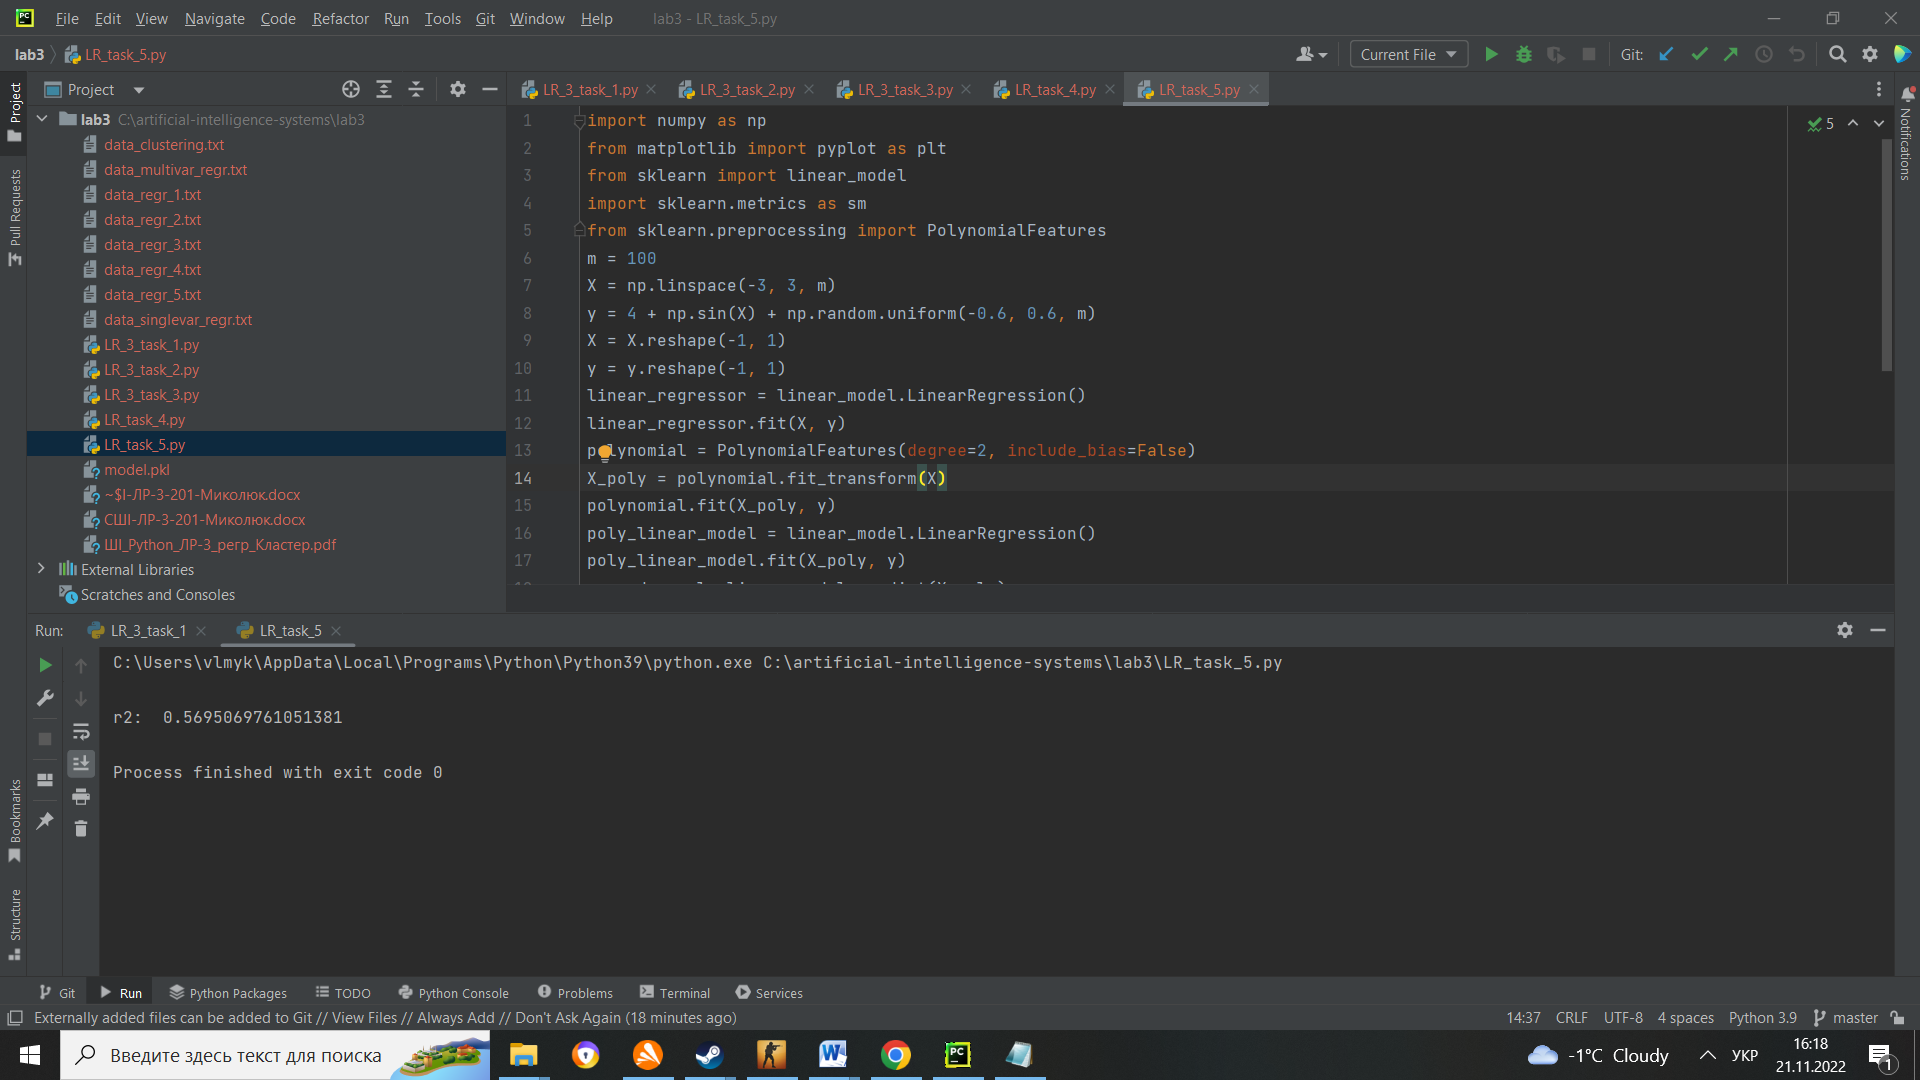 File Edit View Navigate Code Refactor Run Tools Git Window Help lab3 - LR_task_5.py
lab3 LR_task_5.py Current File Git:
Project
LR_3_task_1.py LR_3_task_2.py LR_3_task_3.py LR_task_4.py LR_task_5.py
lab3 C:\artificial-intelligence-systems\lab3
data_clustering.txt
data_multivar_regr.txt
data_regr_1.txt
data_regr_2.txt
data_regr_3.txt
data_regr_4.txt
data_regr_5.txt
data_singlevar_regr.txt
LR_3_task_1.py
LR_3_task_2.py
LR_3_task_3.py
LR_task_4.py
LR_task_5.py
model.pkl
~$І-ЛР-3-201-Миколюк.docx
СШІ-ЛР-3-201-Миколюк.docx
ШІ_Python_ЛР-3_регр_Кластер.pdf
External Libraries
Scratches and Consoles
Project
Pull Requests
Bookmarks
Structure
Notifications
5
1 import numpy as np
2 from matplotlib import pyplot as plt
3 from sklearn import linear_model
4 import sklearn.metrics as sm
5 from sklearn.preprocessing import PolynomialFeatures
6 m = 100
7 X = np.linspace(-3, 3, m)
8 y = 4 + np.sin(X) + np.random.uniform(-0.6, 0.6, m)
9 X = X.reshape(-1, 1)
10 y = y.reshape(-1, 1)
11 linear_regressor = linear_model.LinearRegression()
12 linear_regressor.fit(X, y)
13 polynomial = PolynomialFeatures(degree=2, include_bias=False)
14 X_poly = polynomial.fit_transform(X)
15 polynomial.fit(X_poly, y)
16 poly_linear_model = linear_model.LinearRegression()
17 poly_linear_model.fit(X_poly, y)
Run: LR_3_task_1 LR_task_5
C:\Users\vlmyk\AppData\Local\Programs\Python\Python39\python.exe C:\artificial-intelligence-systems\lab3\LR_task_5.py
r2: 0.5695069761051381
Process finished with exit code 0
Git Run Python Packages TODO Python Console Problems Terminal Services
Externally added files can be added to Git // View Files // Always Add // Don't Ask Again (18 minutes ago) 14:37 CRLF UTF-8 4 spaces Python 3.9 master
Введите здесь текст для поиска
-1°C Cloudy УКР
16:18
21.11.2022
1